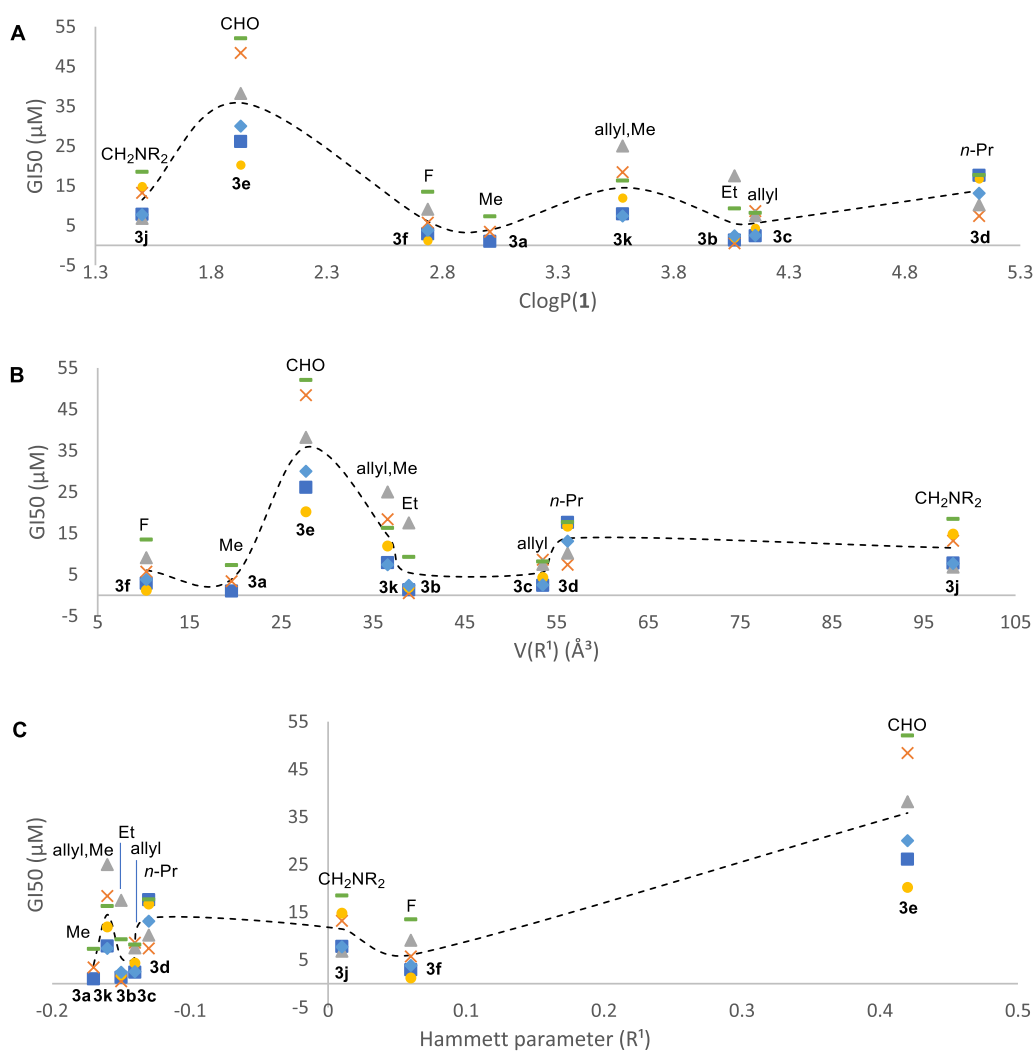 A
55
45
35
25
15
5
-5
GI50 (µM)
CH₂NR₂
CHO
F
Me
allyl,Me
Et
allyl
n-Pr
3j
3e
3f
3a
3k
3b
3c
3d
1.3
1.8
2.3
2.8
3.3
3.8
4.3
4.8
5.3
ClogP(1)
B
55
45
35
25
15
5
-5
GI50 (µM)
F
Me
CHO
allyl,Me
Et
allyl
n-Pr
CH₂NR₂
3f
3a
3e
3k
3b
3c
3d
3j
5
15
25
35
45
55
65
75
85
95
105
V(R¹) (Å³)
C
55
45
35
25
15
5
-5
GI50 (µM)
Me
allyl,Me
Et
allyl
n-Pr
CH₂NR₂
F
CHO
3a
3k
3b
3c
3d
3j
3f
3e
-0.2
-0.1
0
0.1
0.2
0.3
0.4
0.5
Hammett parameter (R¹)